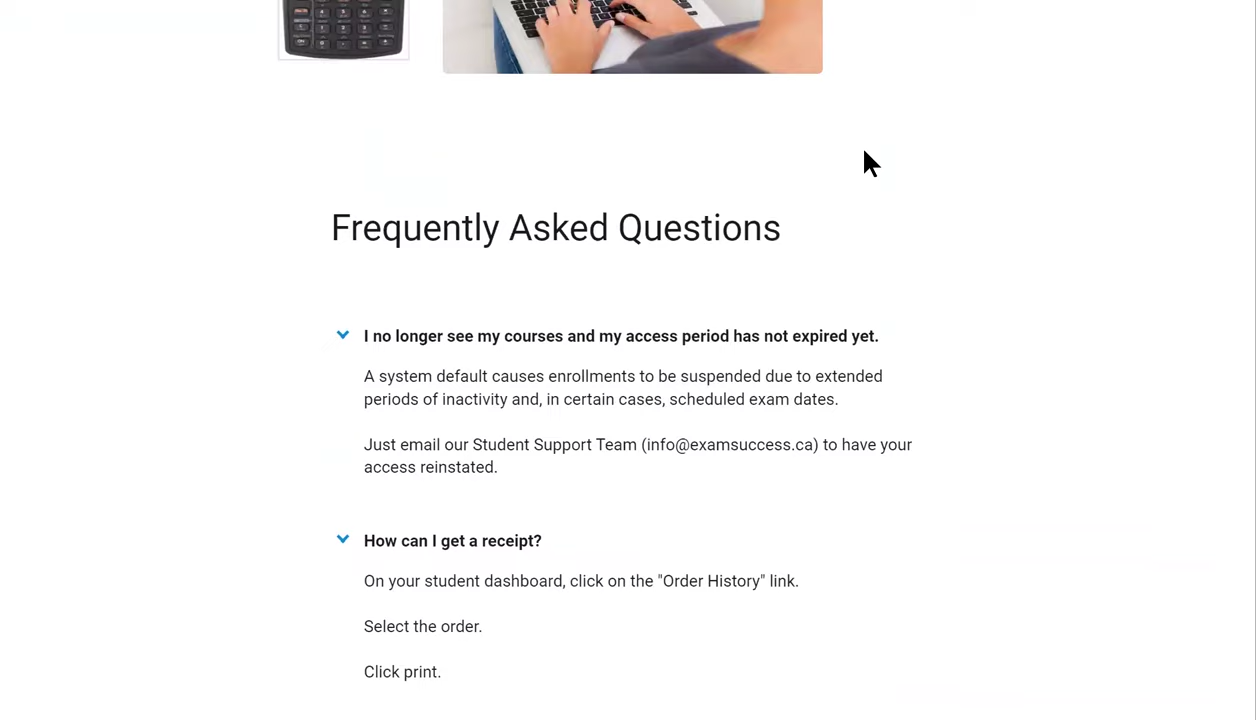 Frequently Asked Questions
I no longer see my courses and my access period has not expired yet.
A system default causes enrollments to be suspended due to extended
periods of inactivity and, in certain cases, scheduled exam dates.
Just email our Student Support Team (info@examsuccess.ca) to have your
access reinstated.
How can I get a receipt?
On your student dashboard, click on the "Order History" link.
Select the order.
Click print.